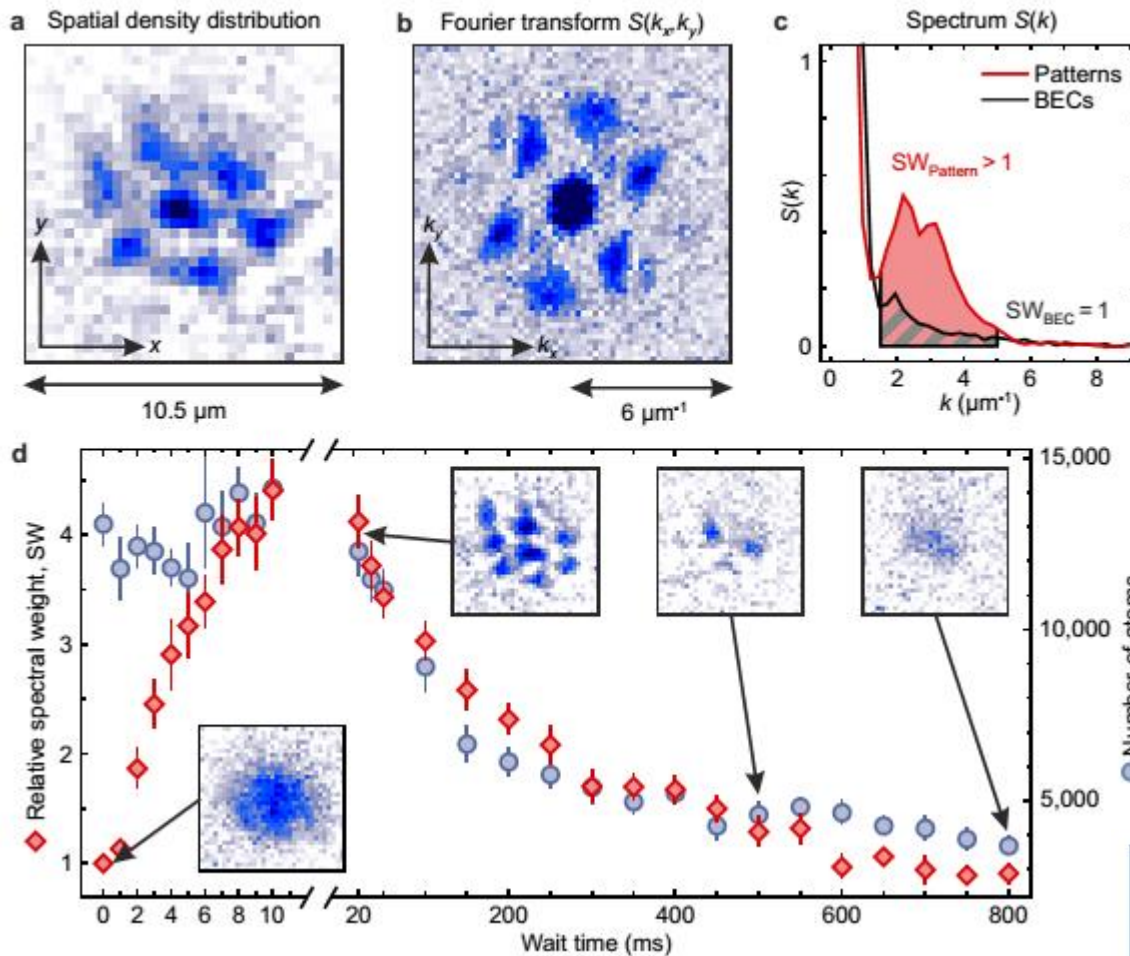 a Spatial density distribution
y
x
10.5 µm
b Fourier transform S(kx,ky)
ky
kx
6 µm-1
c Spectrum S(k)
1
0
S(k)
Patterns
BECs
SWPattern > 1
SWBEC = 1
0 2 4 6 8
k (µm-1)
d
Relative spectral weight, SW
4
3
2
1
15,000
10,000
5,000
Number of atoms
0 2 4 6 8 10 20 200 400 600 800
Wait time (ms)